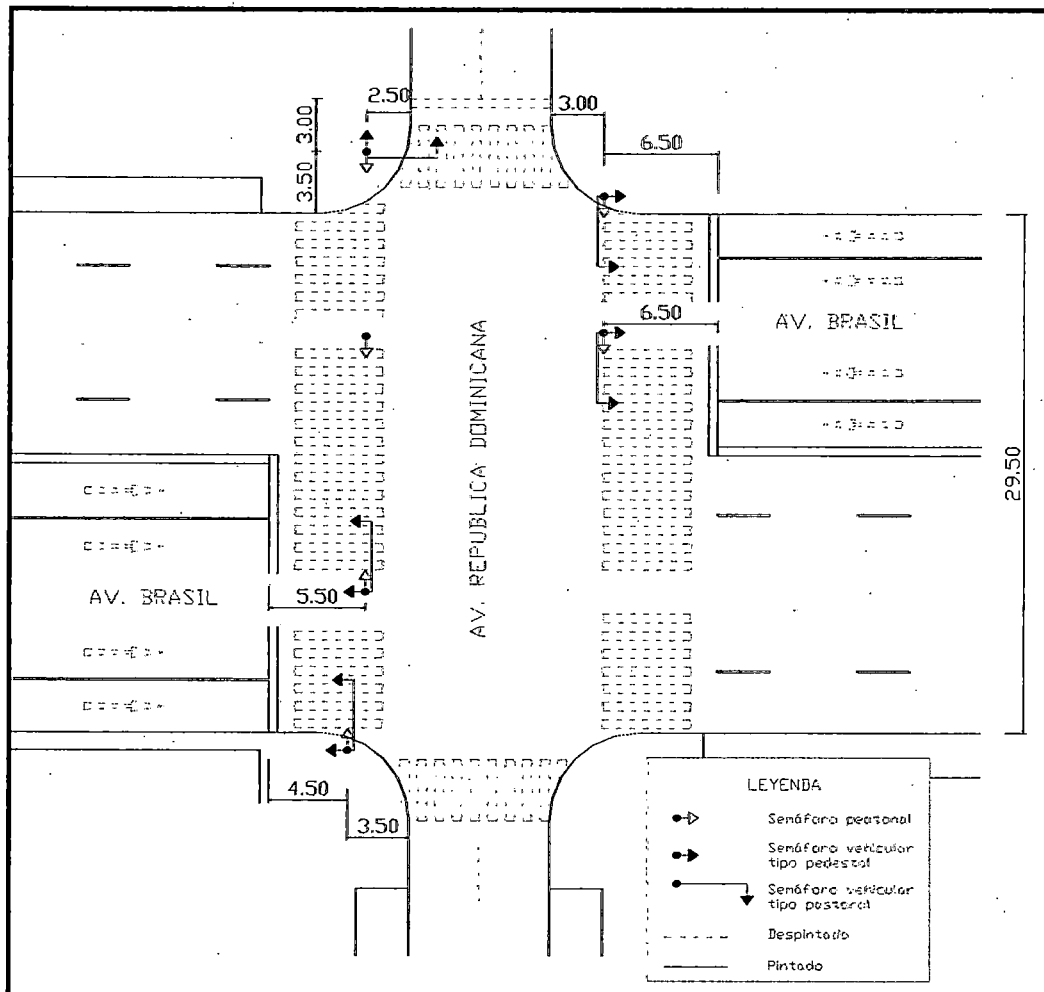 2.50
3.00
3.00
6.50
3.50
6.50
AV. BRASIL
AV. REPUBLICA DOMINICANA
29.50
AV. BRASIL
5.50
4.50
3.50
LEYENDA
Semáforo peatonal
Semáforo vehicular
tipo pedestal
Semáforo vehicular
tipo pastoral
Despintado
Pintado